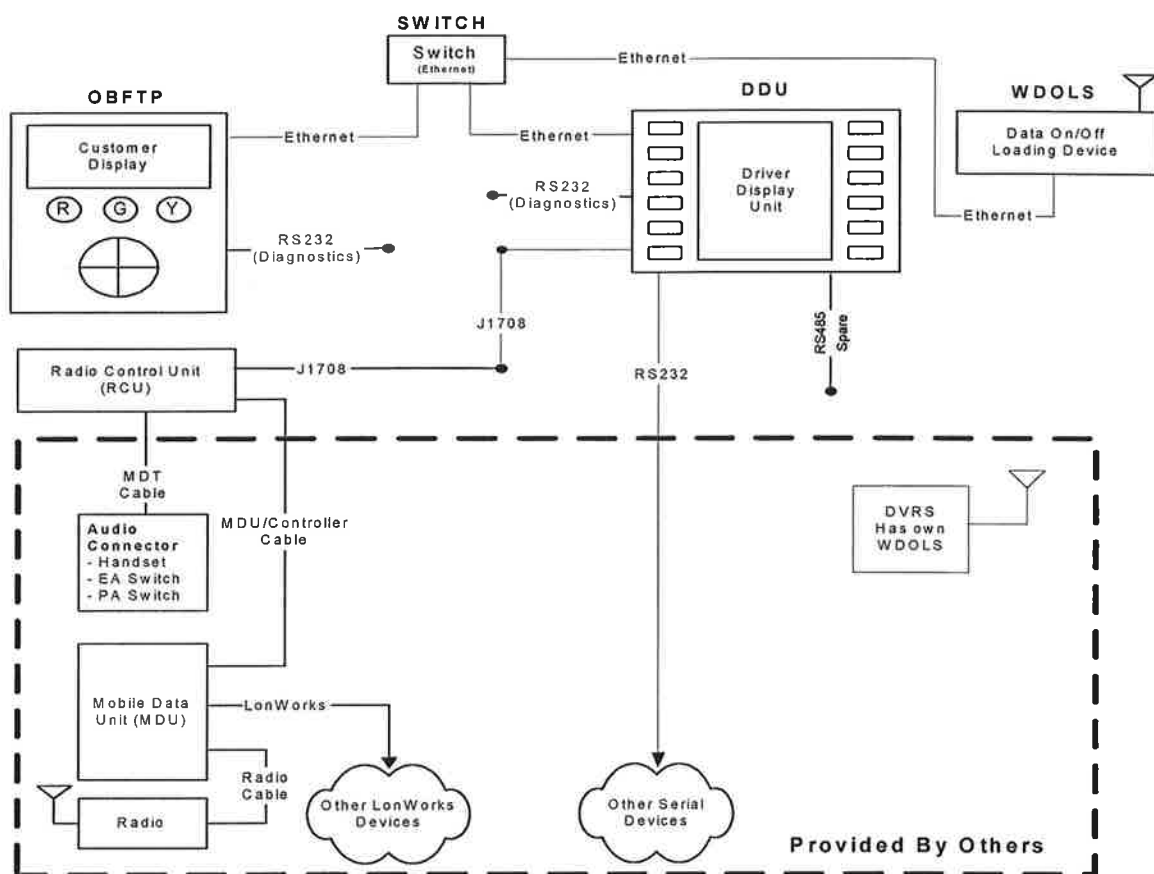 SWITCH
Switch
(Ethernet)
Ethernet
OBFTP
DDU
WDOLS
Customer
Display
R G Y
Ethernet
Ethernet
Driver
Display
Unit
Data On/Off
Loading Device
RS232
(Diagnostics)
Ethernet
RS232
(Diagnostics)
J1708
RS485
Spare
Radio Control Unit
(RCU)
J1708
RS232
MDT
Cable
MDU/Controller
Cable
Audio
Connector
- Handset
- EA Switch
- PA Switch
DVRS
Has own
WDOLS
Mobile Data
Unit (MDU)
LonWorks
Radio
Cable
Radio
Other LonWorks
Devices
Other Serial
Devices
Provided By Others